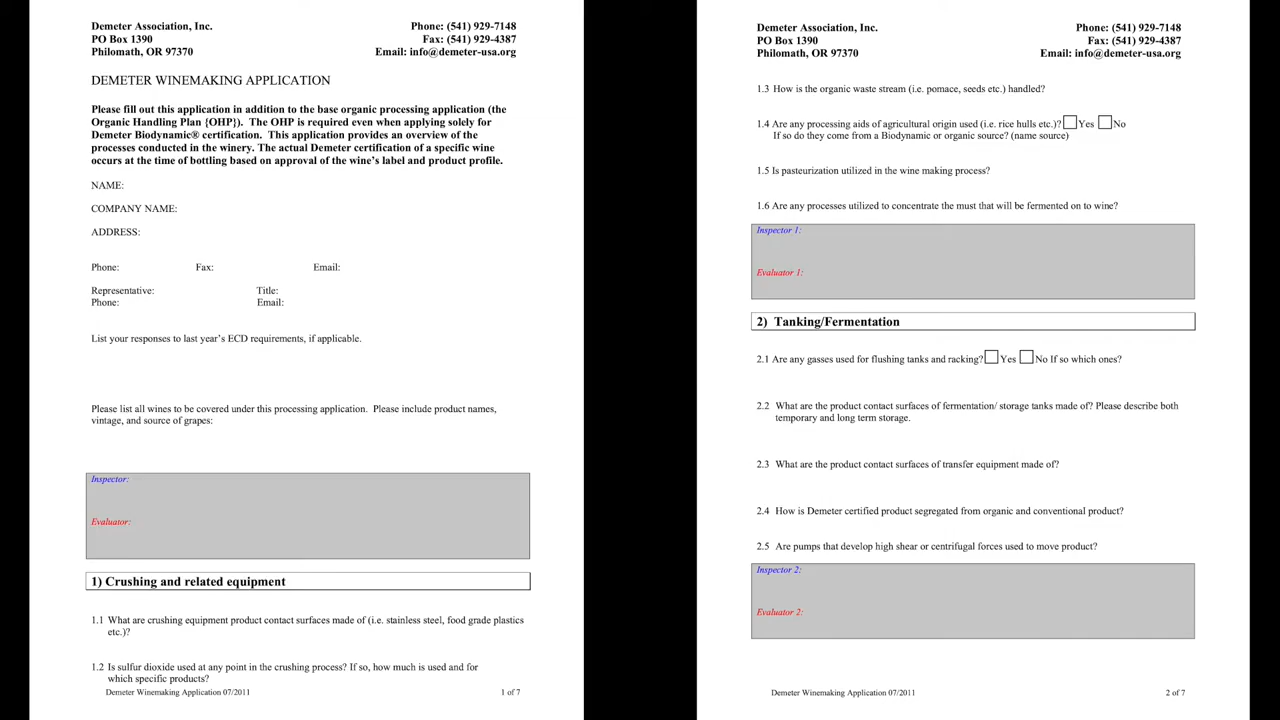 Demeter Association, Inc.
PO Box 1390
Philomath, OR 97370
Phone: (541) 929-7148
Fax: (541) 929-4387
Email: info@demeter-usa.org
DEMETER WINEMAKING APPLICATION
Please fill out this application in addition to the base organic processing application (the
Organic Handling Plan {OHP}). The OHP is required even when applying solely for
Demeter Biodynamic® certification. This application provides an overview of the
processes conducted in the winery. The actual Demeter certification of a specific wine
occurs at the time of bottling based on approval of the wine's label and product profile.
NAME:
COMPANY NAME:
ADDRESS:
Phone: Fax: Email:
Representative: Title:
Phone: Email:
List your responses to last year's ECD requirements, if applicable.
Please list all wines to be covered under this processing application. Please include product names,
vintage, and source of grapes:
Inspector:
Evaluator:
1) Crushing and related equipment
1.1 What are crushing equipment product contact surfaces made of (i.e. stainless steel, food grade plastics
etc.)?
1.2 Is sulfur dioxide used at any point in the crushing process? If so, how much is used and for
which specific products?
Demeter Winemaking Application 07/2011 1 of 7
Demeter Association, Inc.
PO Box 1390
Philomath, OR 97370
Phone: (541) 929-7148
Fax: (541) 929-4387
Email: info@demeter-usa.org
1.3 How is the organic waste stream (i.e. pomace, seeds etc.) handled?
1.4 Are any processing aids of agricultural origin used (i.e. rice hulls etc.)? Yes No
If so do they come from a Biodynamic or organic source? (name source)
1.5 Is pasteurization utilized in the wine making process?
1.6 Are any processes utilized to concentrate the must that will be fermented on to wine?
Inspector 1:
Evaluator 1:
2) Tanking/Fermentation
2.1 Are any gasses used for flushing tanks and racking? Yes No If so which ones?
2.2 What are the product contact surfaces of fermentation/ storage tanks made of? Please describe both
temporary and long term storage.
2.3 What are the product contact surfaces of transfer equipment made of?
2.4 How is Demeter certified product segregated from organic and conventional product?
2.5 Are pumps that develop high shear or centrifugal forces used to move product?
Inspector 2:
Evaluator 2:
Demeter Winemaking Application 07/2011 2 of 7